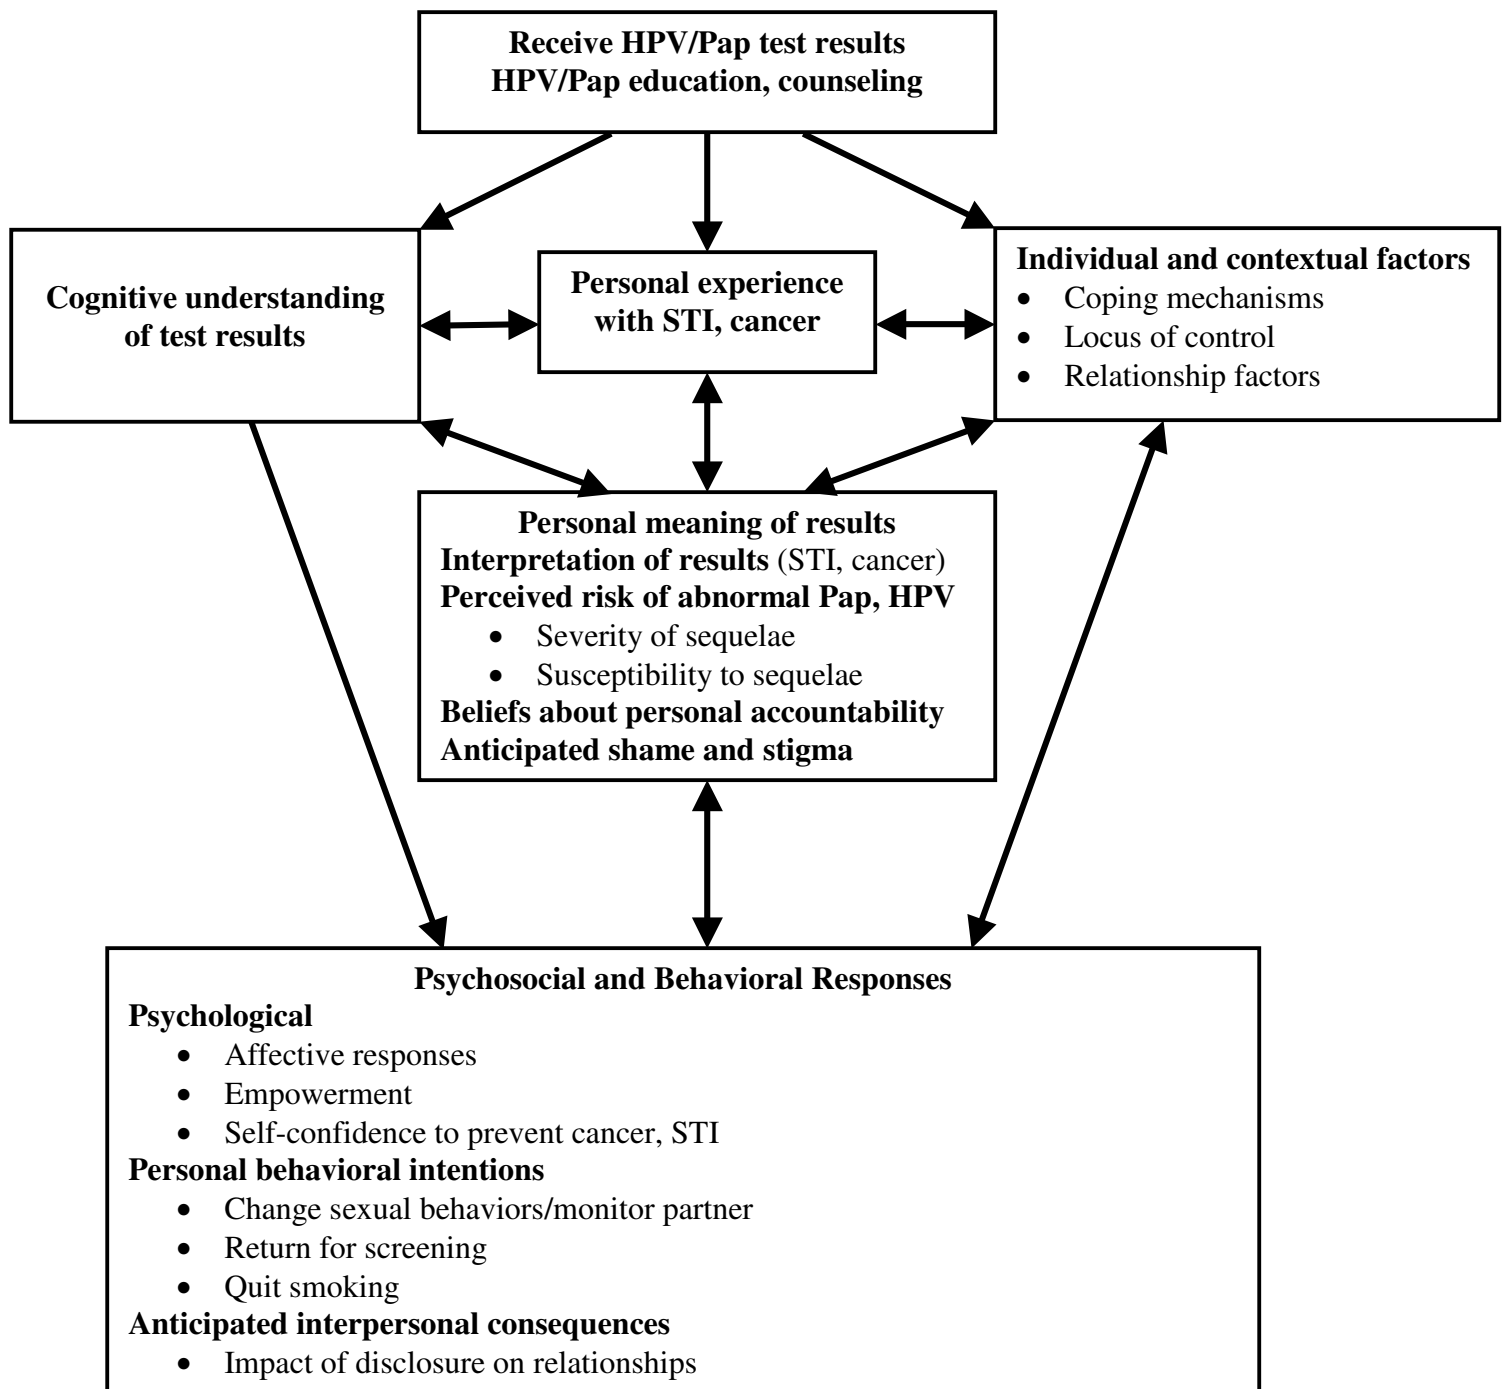 Receive HPV/Pap test results
HPV/Pap education, counseling
Cognitive understanding
of test results
Personal experience
with STI, cancer
Individual and contextual factors
• Coping mechanisms
• Locus of control
• Relationship factors
Personal meaning of results
Interpretation of results (STI, cancer)
Perceived risk of abnormal Pap, HPV
• Severity of sequelae
• Susceptibility to sequelae
Beliefs about personal accountability
Anticipated shame and stigma
Psychosocial and Behavioral Responses
Psychological
• Affective responses
• Empowerment
• Self-confidence to prevent cancer, STI
Personal behavioral intentions
• Change sexual behaviors/monitor partner
• Return for screening
• Quit smoking
Anticipated interpersonal consequences
• Impact of disclosure on relationships